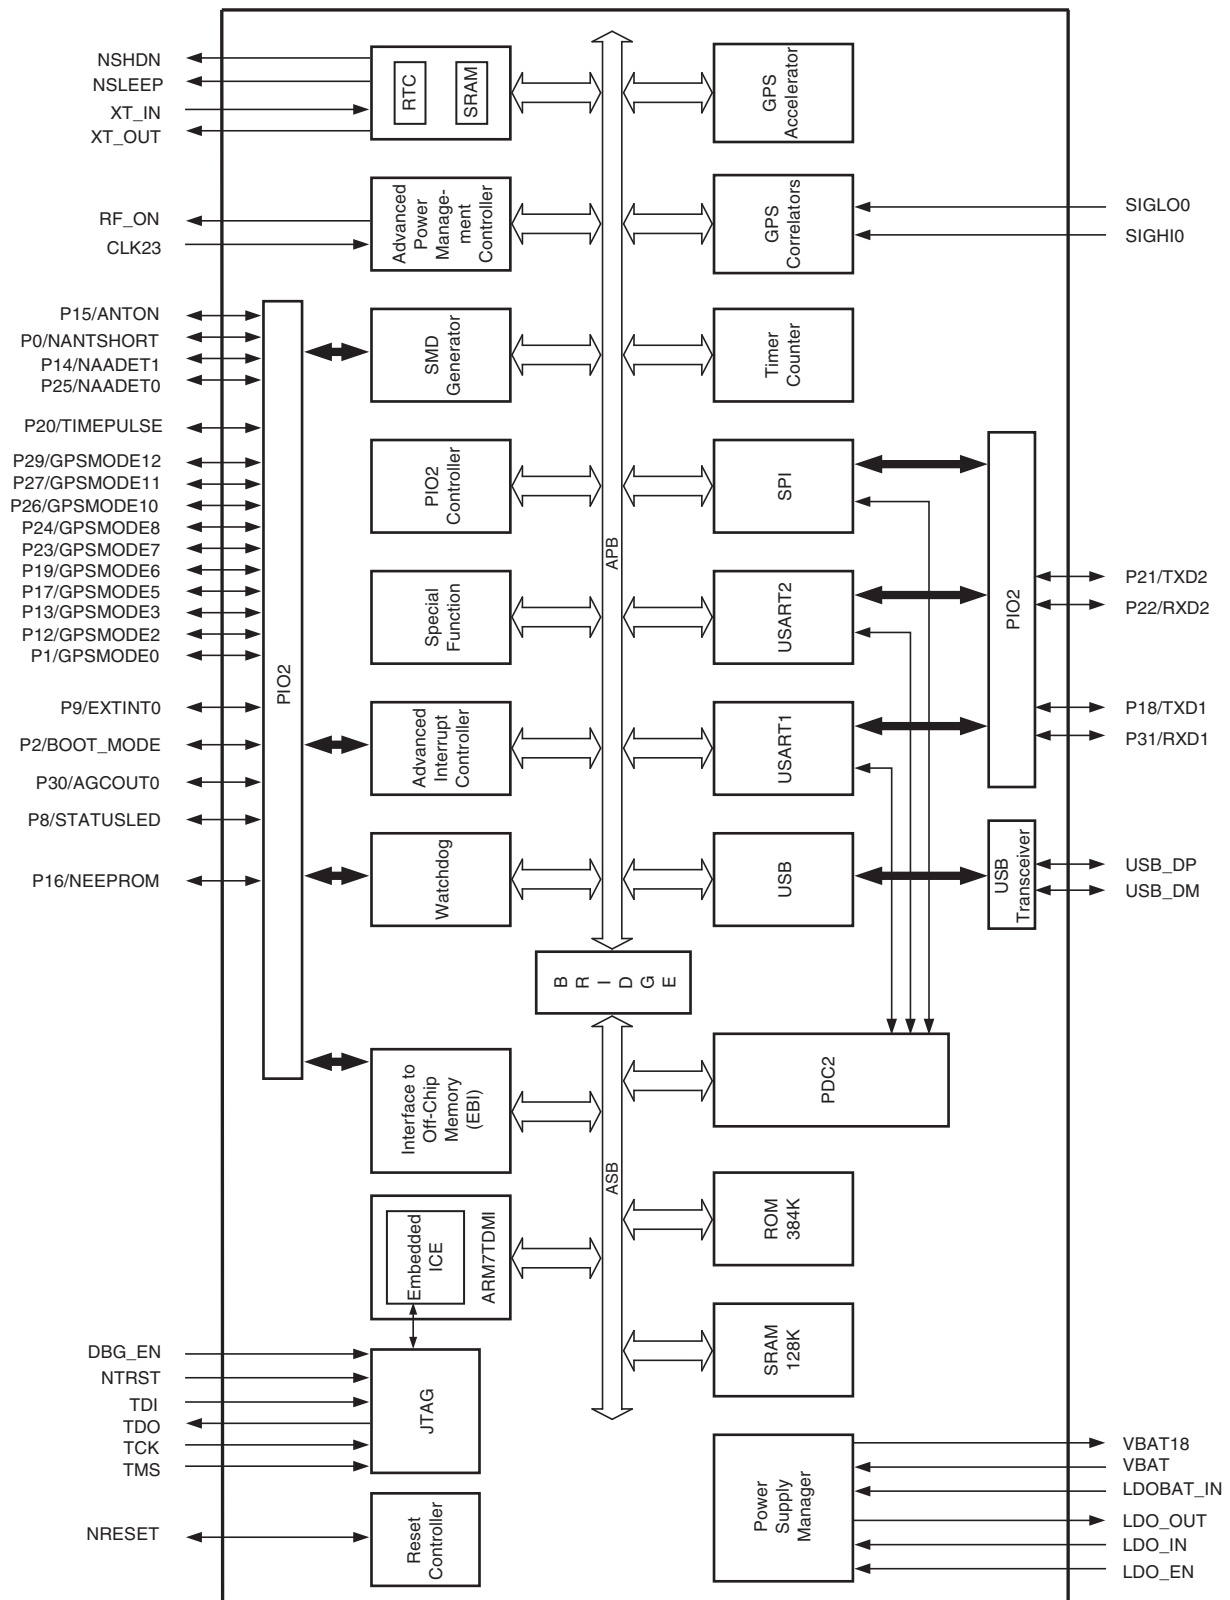 NSHDN
NSLEEP
XT_IN
XT_OUT
RF_ON
CLK23
P15/ANTON
P0/NANTSHORT
P14/NAADET1
P25/NAADET0
P20/TIMEPULSE
P29/GPSMODE12
P27/GPSMODE11
P26/GPSMODE10
P24/GPSMODE8
P23/GPSMODE7
P19/GPSMODE6
P17/GPSMODE5
P13/GPSMODE3
P12/GPSMODE2
P1/GPSMODE0
P9/EXTINT0
P2/BOOT_MODE
P30/AGCOUT0
P8/STATUSLED
P16/NEEPROM
DBG_EN
NTRST
TDI
TDO
TCK
TMS
NRESET
PIO2
RTC
SRAM
Advanced
Power
Manage-
ment
Controller
SMD
Generator
PIO2
Controller
Special
Function
Advanced
Interrupt
Controller
Watchdog
Interface to
Off-Chip
Memory
(EBI)
Embedded
ICE
ARM7TDMI
JTAG
Reset
Controller
APB
BRIDGE
ASB
GPS
Accelerator
GPS
Correlators
Timer
Counter
SPI
USART2
USART1
USB
PDC2
ROM
384K
SRAM
128K
Power
Supply
Manager
PIO2
USB
Transceiver
SIGLO0
SIGHI0
P21/TXD2
P22/RXD2
P18/TXD1
P31/RXD1
USB_DP
USB_DM
VBAT18
VBAT
LDOBAT_IN
LDO_OUT
LDO_IN
LDO_EN